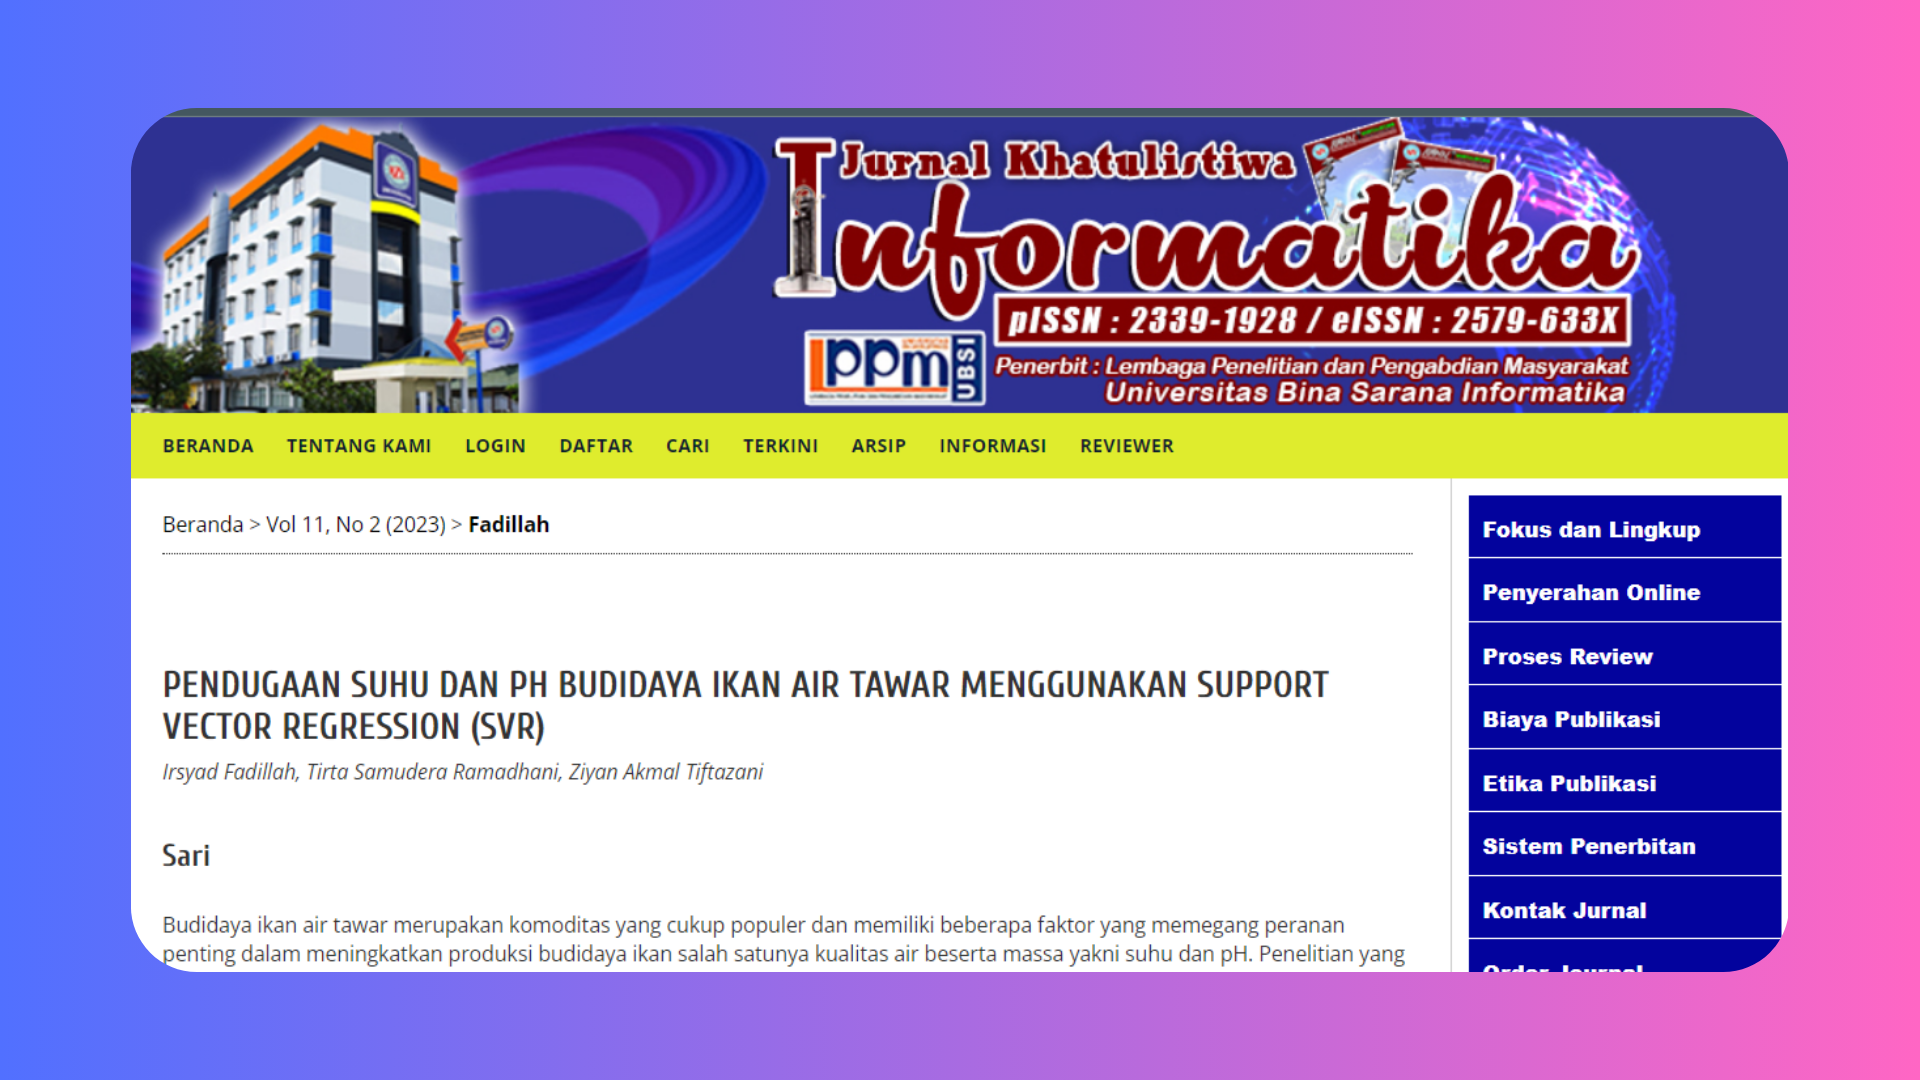 Jurnal Khatulistiwa
Informatika
pISSN : 2339-1928 / eISSN : 2579-633X
LPPM UBSI
Penerbit : Lembaga Penelitian dan Pengabdian Masyarakat
Universitas Bina Sarana Informatika
BERANDA TENTANG KAMI LOGIN DAFTAR CARI TERKINI ARSIP INFORMASI REVIEWER
Beranda > Vol 11, No 2 (2023) > Fadillah
PENDUGAAN SUHU DAN PH BUDIDAYA IKAN AIR TAWAR MENGGUNAKAN SUPPORT
VECTOR REGRESSION (SVR)
Irsyad Fadillah, Tirta Samudera Ramadhani, Ziyan Akmal Tiftazani
Sari
Budidaya ikan air tawar merupakan komoditas yang cukup populer dan memiliki beberapa faktor yang memegang peranan
penting dalam meningkatkan produksi budidaya ikan salah satunya kualitas air beserta massa yakni suhu dan pH. Penelitian yang
Fokus dan Lingkup
Penyerahan Online
Proses Review
Biaya Publikasi
Etika Publikasi
Sistem Penerbitan
Kontak Jurnal
Order Journal